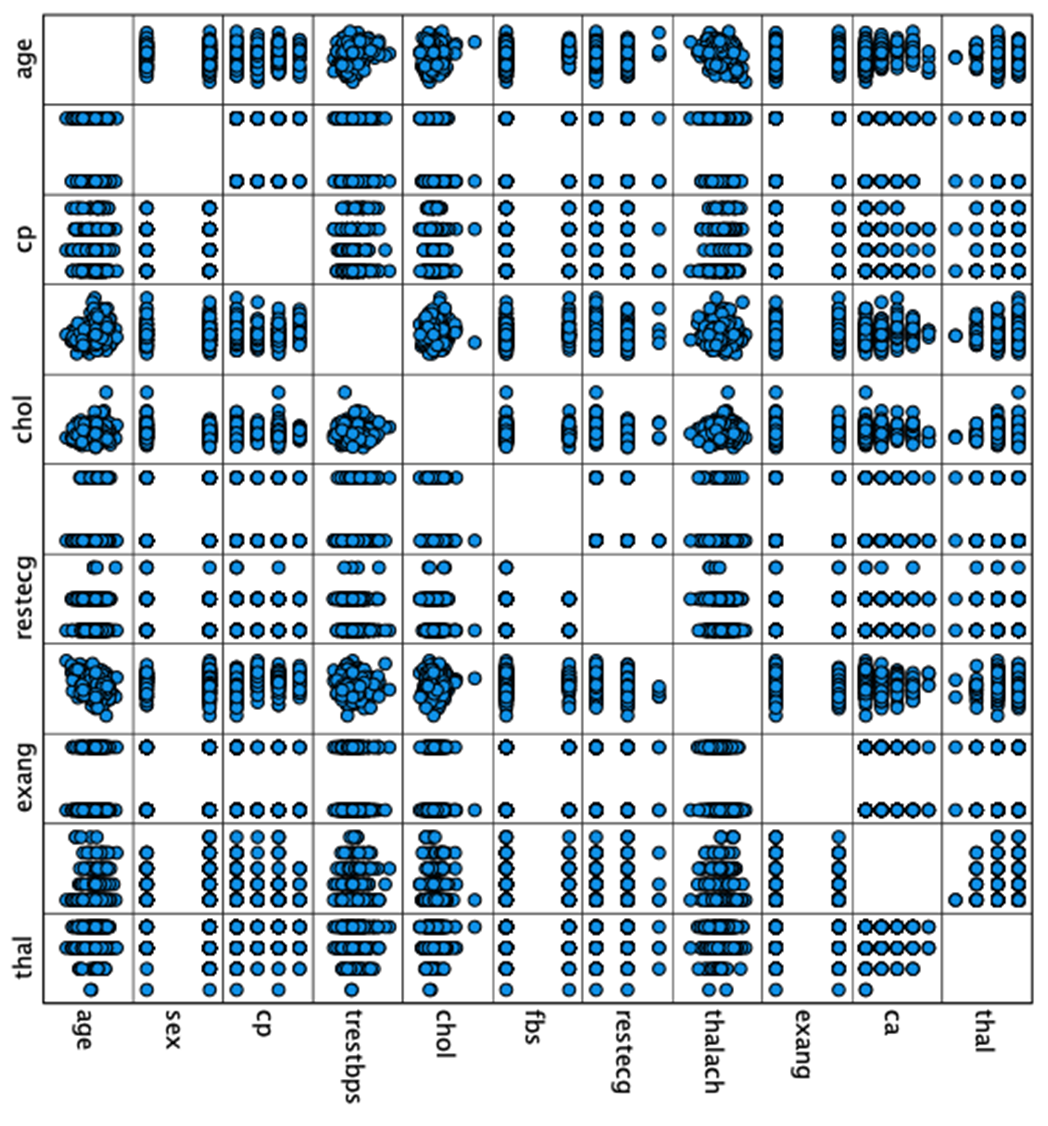 age
cp
chol
restecg
exang
thal
age
sex
cp
trestbps
chol
fbs
restecg
thalach
exang
ca
thal